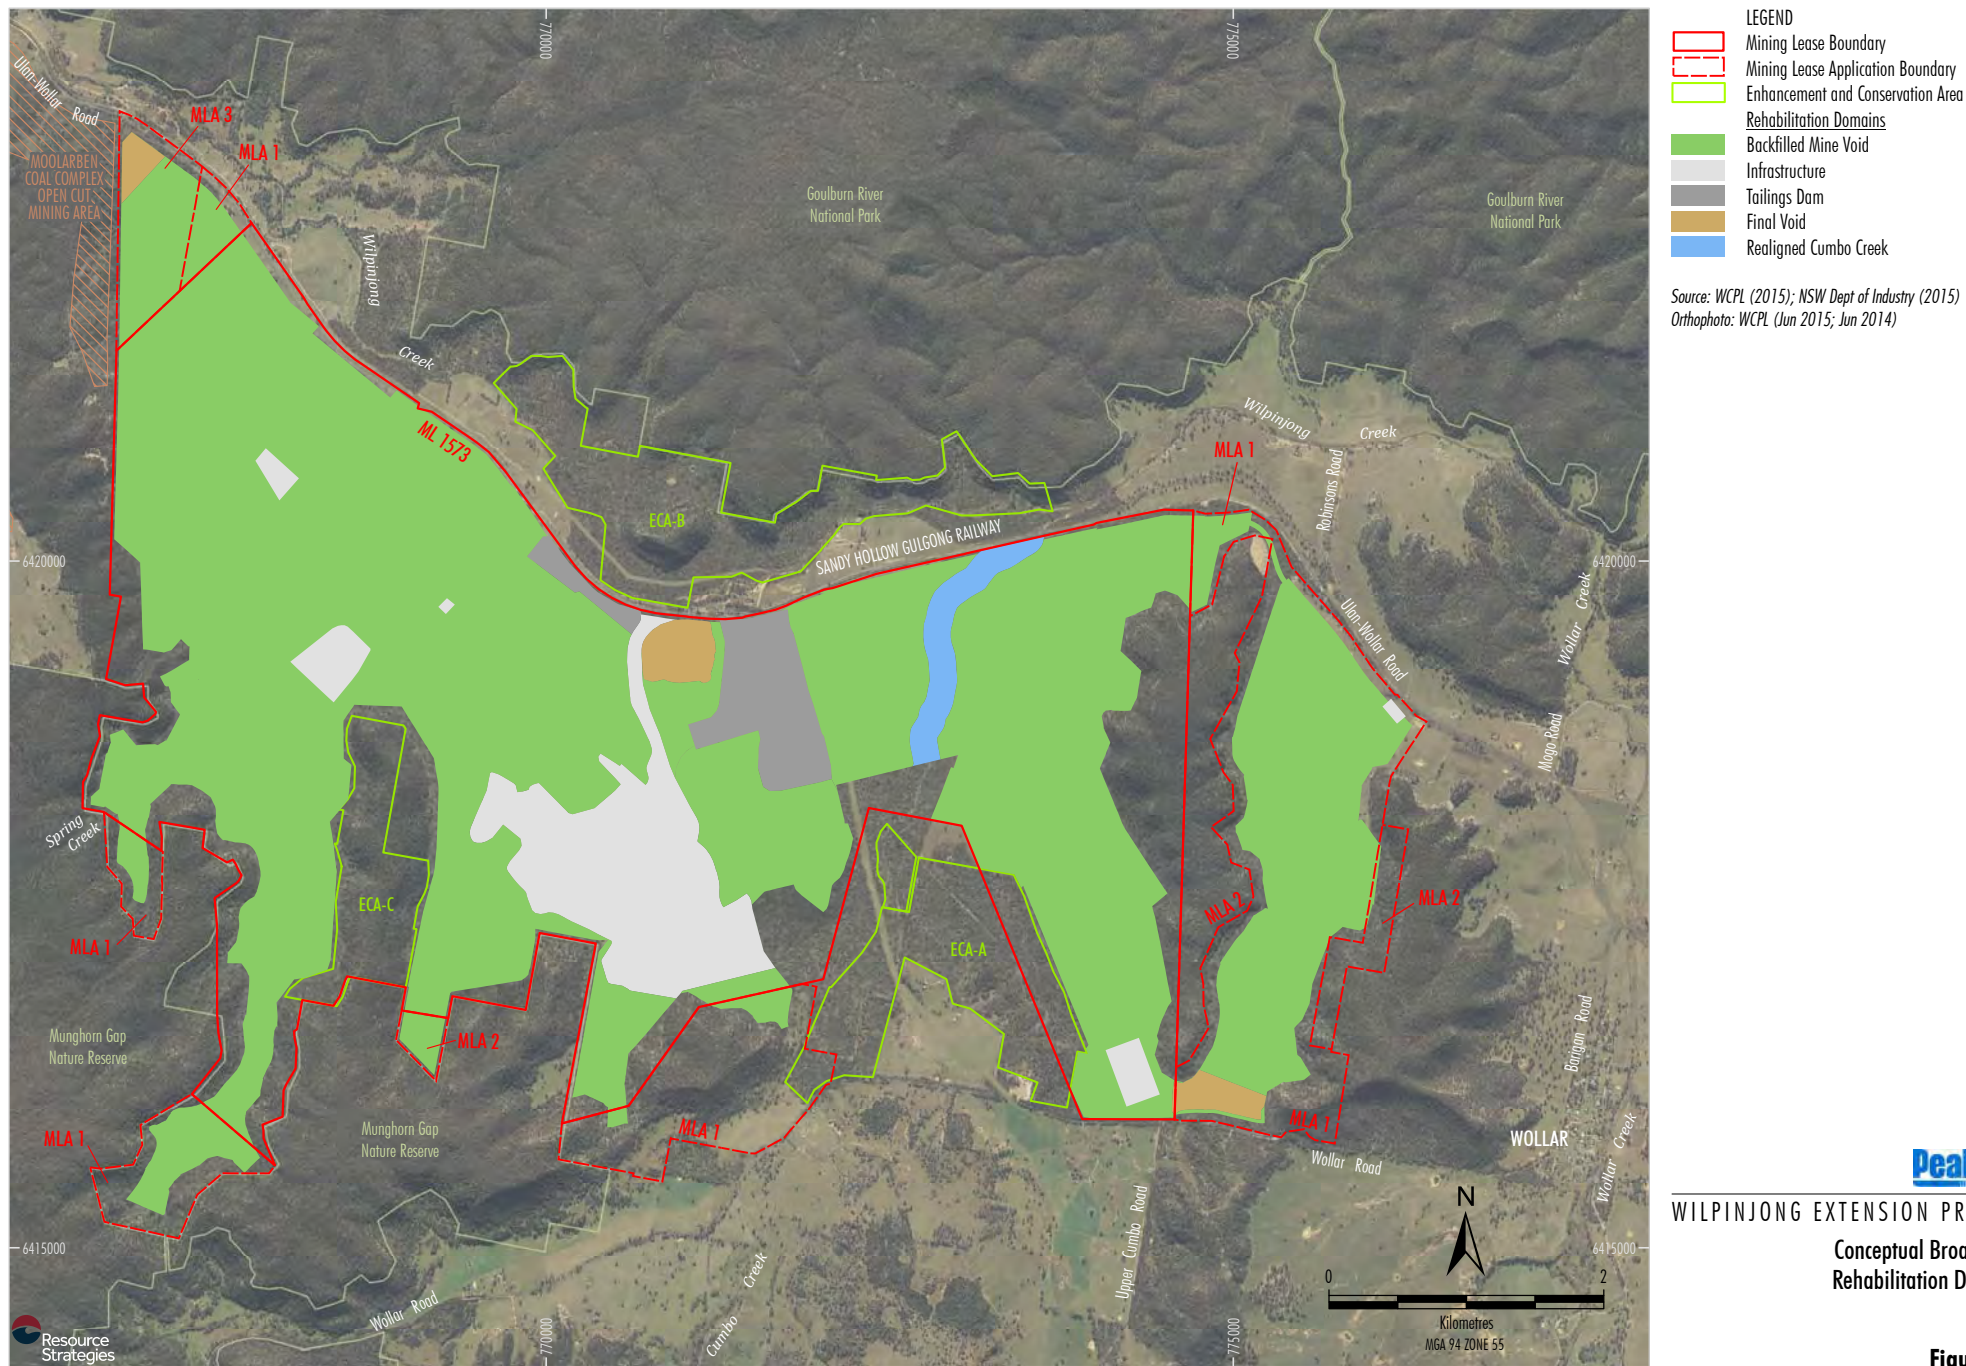 LEGEND
Mining Lease Boundary
Mining Lease Application Boundary
Enhancement and Conservation Area
Rehabilitation Domains
Backfilled Mine Void
Infrastructure
Tailings Dam
Final Void
Realigned Cumbo Creek
Source: WCPL (2015); NSW Dept of Industry (2015)
Orthophoto: WCPL (Jun 2015; Jun 2014)
770000
775000
Ulan-Wollar Road
MLA 3
MLA 1
MOOLARBEN
COAL COMPLEX
OPEN CUT
MINING AREA
Goulburn River
National Park
Goulburn River
National Park
Wilpinjong
Creek
ML 1573
Wilpinjong Creek
MLA 1
Robinsons Road
ECA-B
SANDY HOLLOW GULGONG RAILWAY
6420000
6420000
Wollar Creek
Ulan-Wollar Road
Mogo Road
Spring
Creek
ECA-C
MLA 1
MLA 2
MLA 2
ECA-A
Munghorn Gap
Nature Reserve
MLA 2
Barigan Road
MLA 1
Munghorn Gap
Nature Reserve
MLA 1
MLA 1
WOLLAR
Wollar Road
Wollar Creek
Upper Cumbo Road
6415000
6415000
Cumbo Creek
Wollar Road
N
0 2
Kilometres
MGA 94 ZONE 55
770000
775000
Resource
Strategies
Peal
WILPINJONG EXTENSION PR
Conceptual Broa
Rehabilitation D
Figu